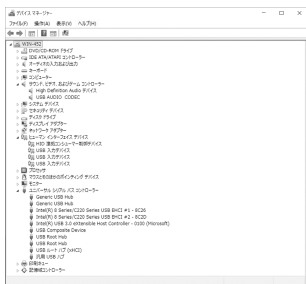 デバイス マネージャー
ファイル(F) 操作(A) 表示(V) ヘルプ(H)
WIN-492
DVD/CD-ROM ドライブ
IDE ATA/ATAPI コントローラー
オーディオの入力および出力
キーボード
コンピューター
サウンド、ビデオ、およびゲーム コントローラー
High Definition Audio デバイス
USB AUDIO CODEC
システム デバイス
セキュリティ デバイス
ディスク ドライブ
ディスプレイ アダプター
ネットワーク アダプター
ヒューマン インターフェイス デバイス
HID 準拠コンシューマー制御デバイス
USB 入力デバイス
USB 入力デバイス
USB 入力デバイス
プロセッサ
マウスとそのほかのポインティング デバイス
モニター
ユニバーサル シリアル バス コントローラー
Generic USB Hub
Generic USB Hub
Intel(R) 8 Series/C220 Series USB EHCI #1 - 8C26
Intel(R) 8 Series/C220 Series USB EHCI #2 - 8C2D
Intel(R) USB 3.0 eXtensible Host Controller - 0100 (Microsoft)
USB Composite Device
USB Root Hub
USB Root Hub
USB ルート ハブ (xHCI)
汎用 USB ハブ
印刷キュー
記憶域コントローラー